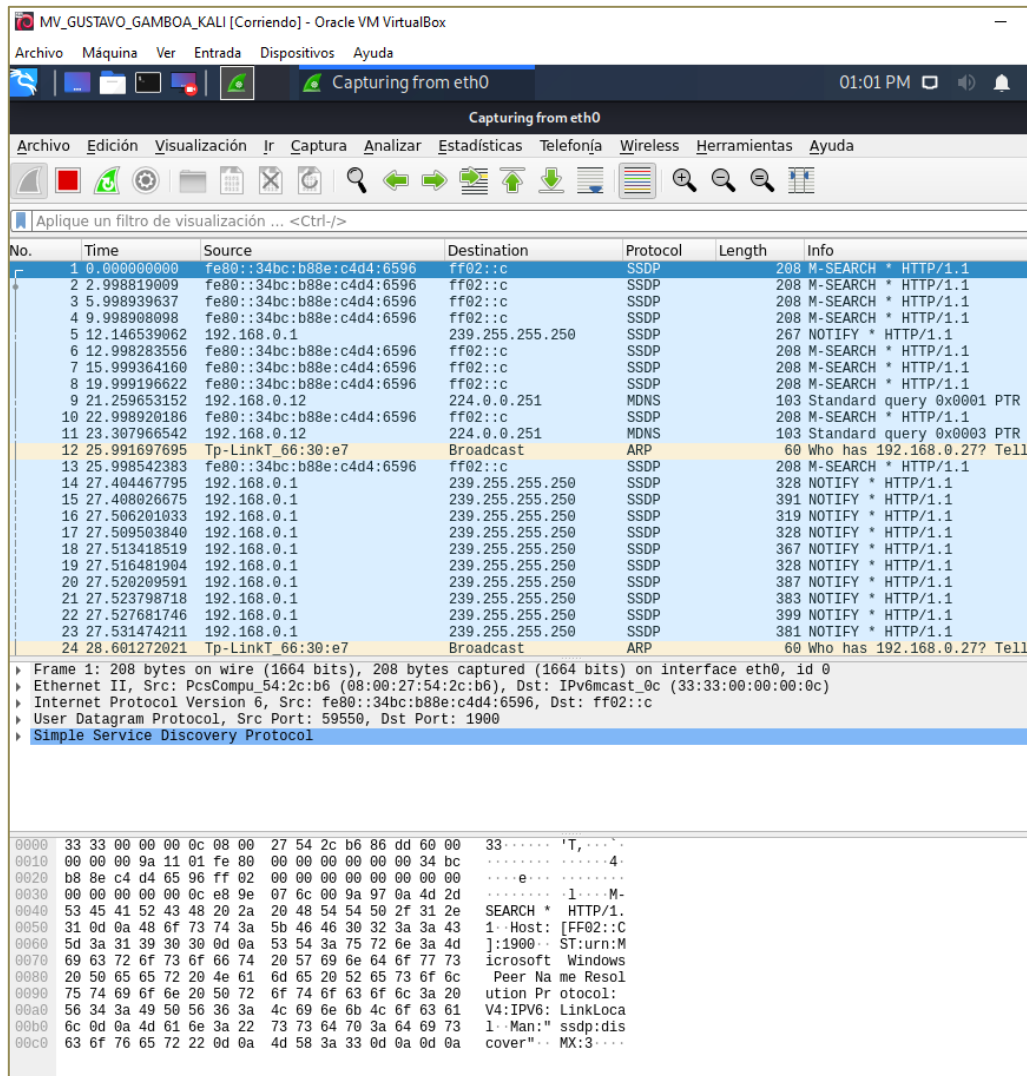 MV_GUSTAVO_GAMBOA_KALI [Corriendo] - Oracle VM VirtualBox
Archivo Máquina Ver Entrada Dispositivos Ayuda
Capturing from eth0 01:01 PM
Capturing from eth0
Archivo Edición Visualización Ir Captura Analizar Estadísticas Telefonía Wireless Herramientas Ayuda
Aplique un filtro de visualización ... <Ctrl-/>
No. Time Source Destination Protocol Length Info
1 0.000000000 fe80::34bc:b88e:c4d4:6596 ff02::c SSDP 208 M-SEARCH * HTTP/1.1
2 2.998819009 fe80::34bc:b88e:c4d4:6596 ff02::c SSDP 208 M-SEARCH * HTTP/1.1
3 5.998939637 fe80::34bc:b88e:c4d4:6596 ff02::c SSDP 208 M-SEARCH * HTTP/1.1
4 9.998908098 fe80::34bc:b88e:c4d4:6596 ff02::c SSDP 208 M-SEARCH * HTTP/1.1
5 12.146539062 192.168.0.1 239.255.255.250 SSDP 267 NOTIFY * HTTP/1.1
6 12.998283556 fe80::34bc:b88e:c4d4:6596 ff02::c SSDP 208 M-SEARCH * HTTP/1.1
7 15.999364160 fe80::34bc:b88e:c4d4:6596 ff02::c SSDP 208 M-SEARCH * HTTP/1.1
8 19.999196622 fe80::34bc:b88e:c4d4:6596 ff02::c SSDP 208 M-SEARCH * HTTP/1.1
9 21.259653152 192.168.0.12 224.0.0.251 MDNS 103 Standard query 0x0001 PTR
10 22.998920186 fe80::34bc:b88e:c4d4:6596 ff02::c SSDP 208 M-SEARCH * HTTP/1.1
11 23.307966542 192.168.0.12 224.0.0.251 MDNS 103 Standard query 0x0003 PTR
12 25.991697695 Tp-LinkT_66:30:e7 Broadcast ARP 60 Who has 192.168.0.27? Tell
13 25.998542383 fe80::34bc:b88e:c4d4:6596 ff02::c SSDP 208 M-SEARCH * HTTP/1.1
14 27.404467795 192.168.0.1 239.255.255.250 SSDP 328 NOTIFY * HTTP/1.1
15 27.408026675 192.168.0.1 239.255.255.250 SSDP 391 NOTIFY * HTTP/1.1
16 27.506201033 192.168.0.1 239.255.255.250 SSDP 319 NOTIFY * HTTP/1.1
17 27.509503840 192.168.0.1 239.255.255.250 SSDP 328 NOTIFY * HTTP/1.1
18 27.513418519 192.168.0.1 239.255.255.250 SSDP 367 NOTIFY * HTTP/1.1
19 27.516481904 192.168.0.1 239.255.255.250 SSDP 328 NOTIFY * HTTP/1.1
20 27.520209591 192.168.0.1 239.255.255.250 SSDP 387 NOTIFY * HTTP/1.1
21 27.523798718 192.168.0.1 239.255.255.250 SSDP 383 NOTIFY * HTTP/1.1
22 27.527681746 192.168.0.1 239.255.255.250 SSDP 399 NOTIFY * HTTP/1.1
23 27.531474211 192.168.0.1 239.255.255.250 SSDP 381 NOTIFY * HTTP/1.1
24 28.601272021 Tp-LinkT_66:30:e7 Broadcast ARP 60 Who has 192.168.0.27? Tell
Frame 1: 208 bytes on wire (1664 bits), 208 bytes captured (1664 bits) on interface eth0, id 0
Ethernet II, Src: PcsCompu_54:2c:b6 (08:00:27:54:2c:b6), Dst: IPv6mcast_0c (33:33:00:00:00:0c)
Internet Protocol Version 6, Src: fe80::34bc:b88e:c4d4:6596, Dst: ff02::c
User Datagram Protocol, Src Port: 59550, Dst Port: 1900
Simple Service Discovery Protocol
0000 33 33 00 00 00 0c 08 00 27 54 2c b6 86 dd 60 00 33······ 'T,···`·
0010 00 00 00 9a 11 01 fe 80 00 00 00 00 00 00 34 bc ········ ······4·
0020 b8 8e c4 d4 65 96 ff 02 00 00 00 00 00 00 00 00 ····e··· ········
0030 00 00 00 00 00 0c e8 9e 07 6c 00 9a 97 0a 4d 2d ········ ·l····M-
0040 53 45 41 52 43 48 20 2a 20 48 54 54 50 2f 31 2e SEARCH * HTTP/1.
0050 31 0d 0a 48 6f 73 74 3a 5b 46 46 30 32 3a 3a 43 1··Host: [FF02::C
0060 5d 3a 31 39 30 30 0d 0a 53 54 3a 75 72 6e 3a 4d ]:1900·· ST:urn:M
0070 69 63 72 6f 73 6f 66 74 20 57 69 6e 64 6f 77 73 icrosoft Windows
0080 20 50 65 65 72 20 4e 61 6d 65 20 52 65 73 6f 6c Peer Na me Resol
0090 75 74 69 6f 6e 20 50 72 6f 74 6f 63 6f 6c 3a 20 ution Pr otocol:
00a0 56 34 3a 49 50 56 36 3a 4c 69 6e 6b 4c 6f 63 61 V4:IPV6: LinkLoca
00b0 6c 0d 0a 4d 61 6e 3a 22 73 73 64 70 3a 64 69 73 l··Man:" ssdp:dis
00c0 63 6f 76 65 72 22 0d 0a 4d 58 3a 33 0d 0a 0d 0a cover"·· MX:3····